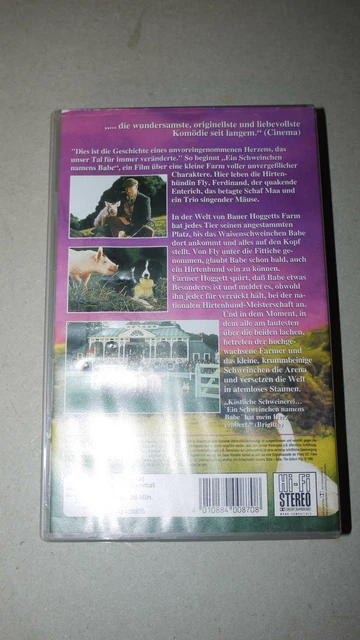 „... die wundersamste, originellste und liebevollste
Komödie seit langem.“ (Cinema)
"Dies ist die Geschichte eines unvoreingenommenen Herzens, das
unser Tal für immer veränderte." So beginnt „Ein Schweinchen
namens Babe“, ein Film über eine kleine Farm voller unvergeßlicher
Charaktere. Hier leben die Hirten-
hündin Fly, Ferdinand, der quakende
Enterich, das betagte Schaf Maa und
ein Trio singender Mäuse.
In der Welt von Bauer Hoggetts Farm
hat jedes Tier seinen angestammten
Platz, bis das Waisenschweinchen Babe
dort ankommt und alles auf den Kopf
stellt. Von Fly unter die Fittiche ge-
nommen, glaubt Babe schon bald, auch
ein Hirtenhund sein zu können.
Farmer Hoggett spürt, daß Babe etwas
Besonderes ist und meldet es, obwohl
ihn jeder für verrückt hält, bei der na-
tionalen Hirtenhund-Meisterschaft an.
Und in dem Moment, in
dem alle am lautesten
über die beiden lachen,
betreten der hochge-
wachsene Farmer und
das kleine, krummbeinige
Schweinchen die Arena
und versetzen die Welt
in atemloses Staunen.
„Köstliche Schweinerei...
'Ein Schweinchen namens
Babe' hat mein Herz
erobert.“ (Brigitte)
Hi-Fi
STEREO
4 010884 008708